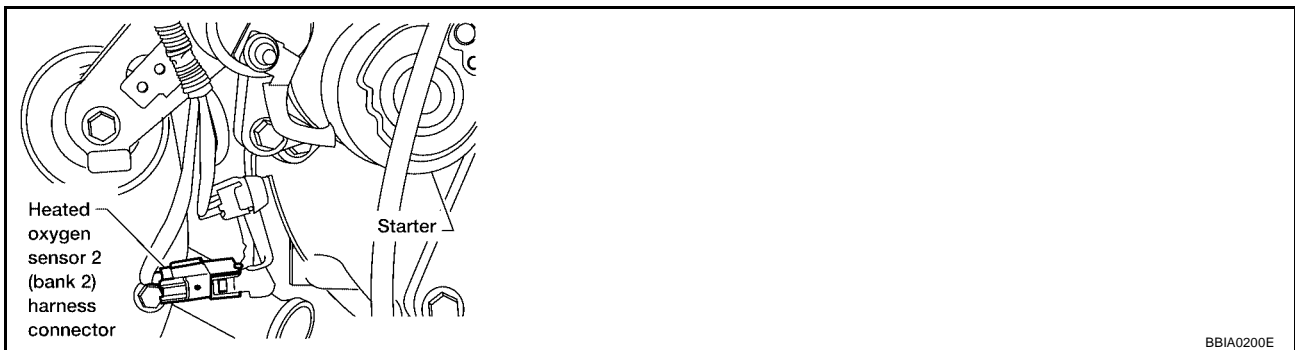 Heated
oxygen
sensor 2
(bank 2)
harness
connector
Starter
BBIA0200E